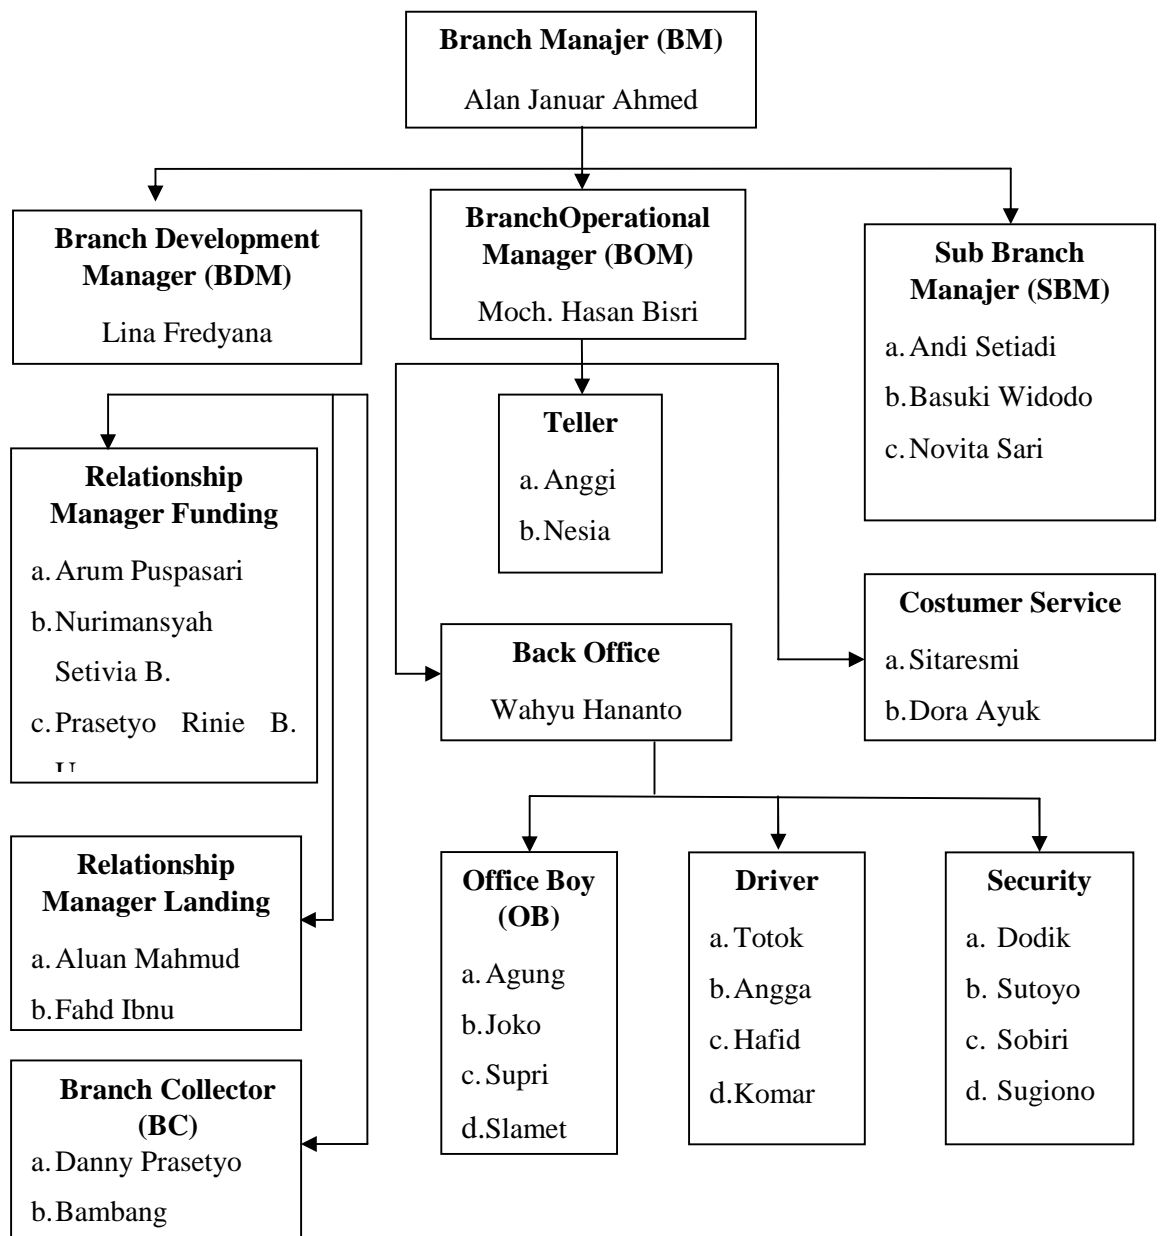 Branch Manajer (BM)
Alan Januar Ahmed
Branch Development
Manager (BDM)
Lina Fredyana
BranchOperational
Manager (BOM)
Moch. Hasan Bisri
Sub Branch
Manajer (SBM)
a. Andi Setiadi
b. Basuki Widodo
c. Novita Sari
Teller
a. Anggi
b. Nesia
Relationship
Manager Funding
a. Arum Puspasari
b. Nurimansyah
Setivia B.
c. Prasetyo Rinie B.
Costumer Service
a. Sitaresmi
b. Dora Ayuk
Back Office
Wahyu Hananto
Relationship
Manager Landing
a. Aluan Mahmud
b. Fahd Ibnu
Office Boy
(OB)
a. Agung
b. Joko
c. Supri
d. Slamet
Driver
a. Totok
b. Angga
c. Hafid
d. Komar
Security
a. Dodik
b. Sutoyo
c. Sobiri
d. Sugiono
Branch Collector
(BC)
a. Danny Prasetyo
b. Bambang